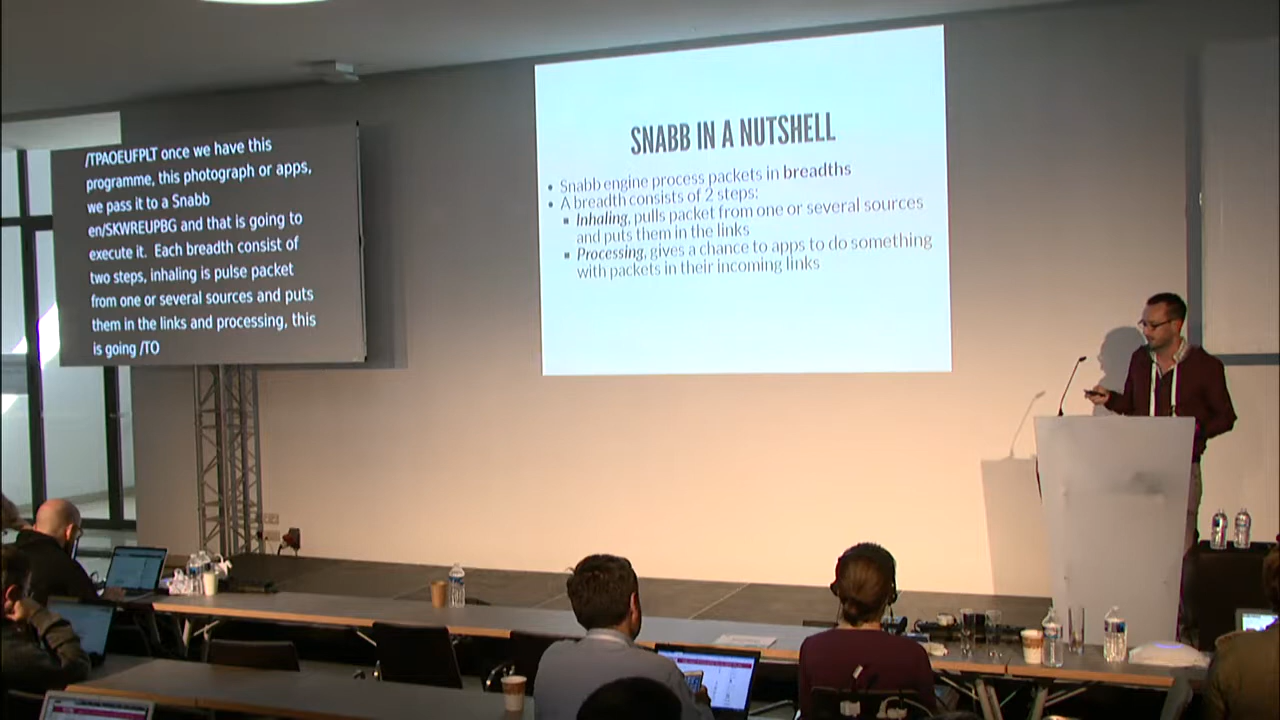 /TPAOEUFPLT once we have this
programme, this photograph or apps,
we pass it to a Snabb
en/SKWREUPBG and that is going to
execute it. Each breadth consist of
two steps, inhaling is pulse packet
from one or several sources and puts
them in the links and processing, this
is going /TO
SNABB IN A NUTSHELL
• Snabb engine process packets in breadths
• A breadth consists of 2 steps:
▪ Inhaling, pulls packet from one or several sources
and puts them in the links
▪ Processing, gives a chance to apps to do something
with packets in their incoming links